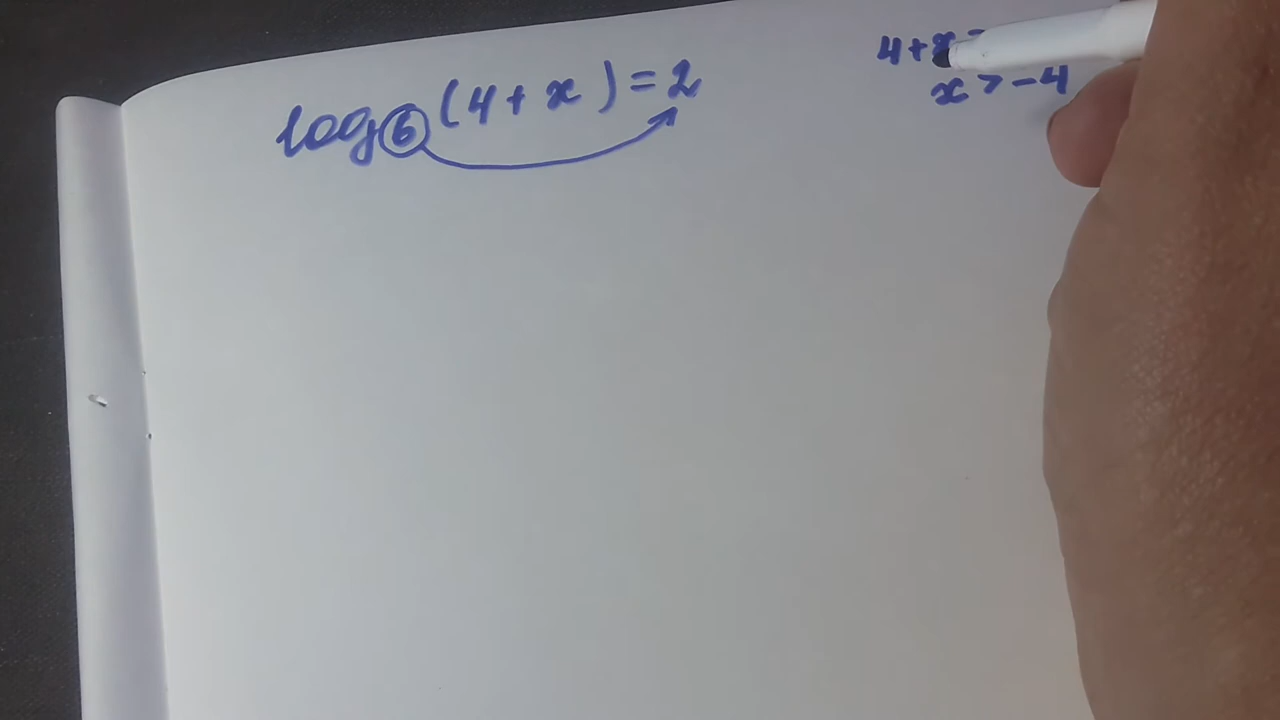 log₆(4+x)=2
4+x >
x > -4